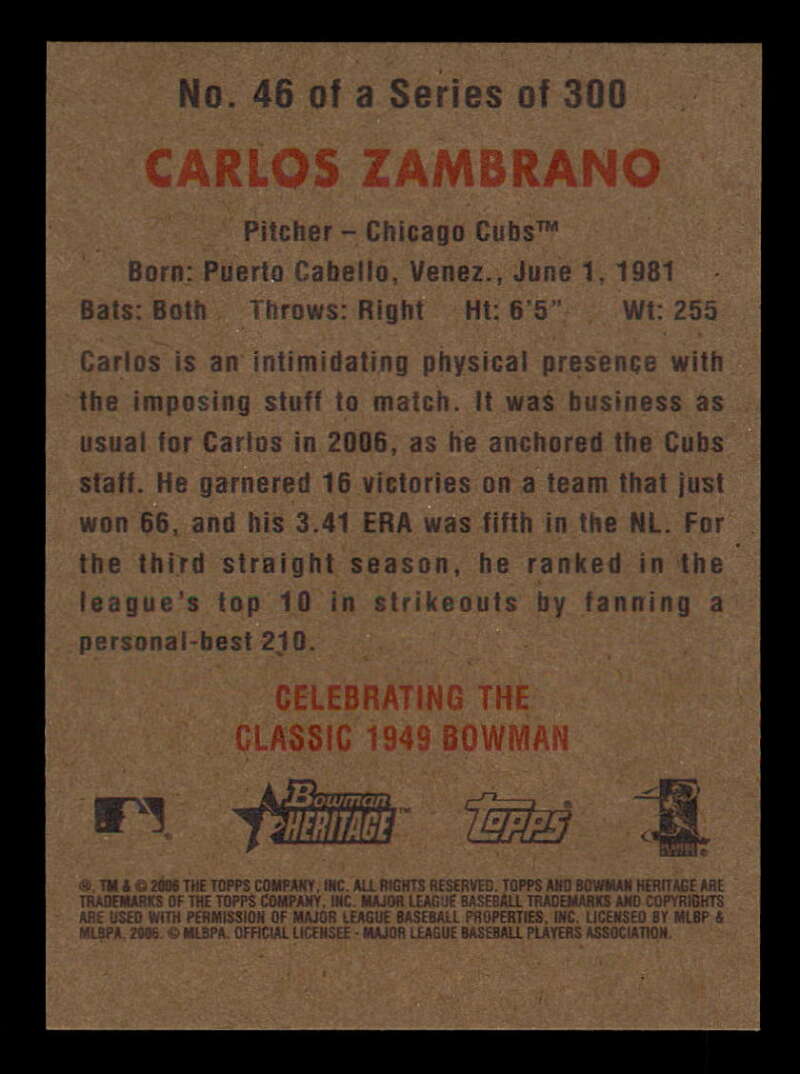 No. 46 of a Series of 300
CARLOS ZAMBRANO
Pitcher – Chicago Cubs™
Born: Puerto Cabello, Venez., June 1, 1981
Bats: Both Throws: Right Ht: 6'5" Wt: 255
Carlos is an intimidating physical presence with
the imposing stuff to match. It was business as
usual for Carlos in 2006, as he anchored the Cubs
staff. He garnered 16 victories on a team that just
won 66, and his 3.41 ERA was fifth in the NL. For
the third straight season, he ranked in the
league's top 10 in strikeouts by fanning a
personal-best 210.
CELEBRATING THE
CLASSIC 1949 BOWMAN
Bowman
HERITAGE™
Topps®
®, TM & © 2006 THE TOPPS COMPANY, INC. ALL RIGHTS RESERVED. TOPPS AND BOWMAN HERITAGE ARE
TRADEMARKS OF THE TOPPS COMPANY, INC. MAJOR LEAGUE BASEBALL TRADEMARKS AND COPYRIGHTS
ARE USED WITH PERMISSION OF MAJOR LEAGUE BASEBALL PROPERTIES, INC. LICENSED BY MLBP &
MLBPA. 2006. © MLBPA. OFFICIAL LICENSEE - MAJOR LEAGUE BASEBALL PLAYERS ASSOCIATION.